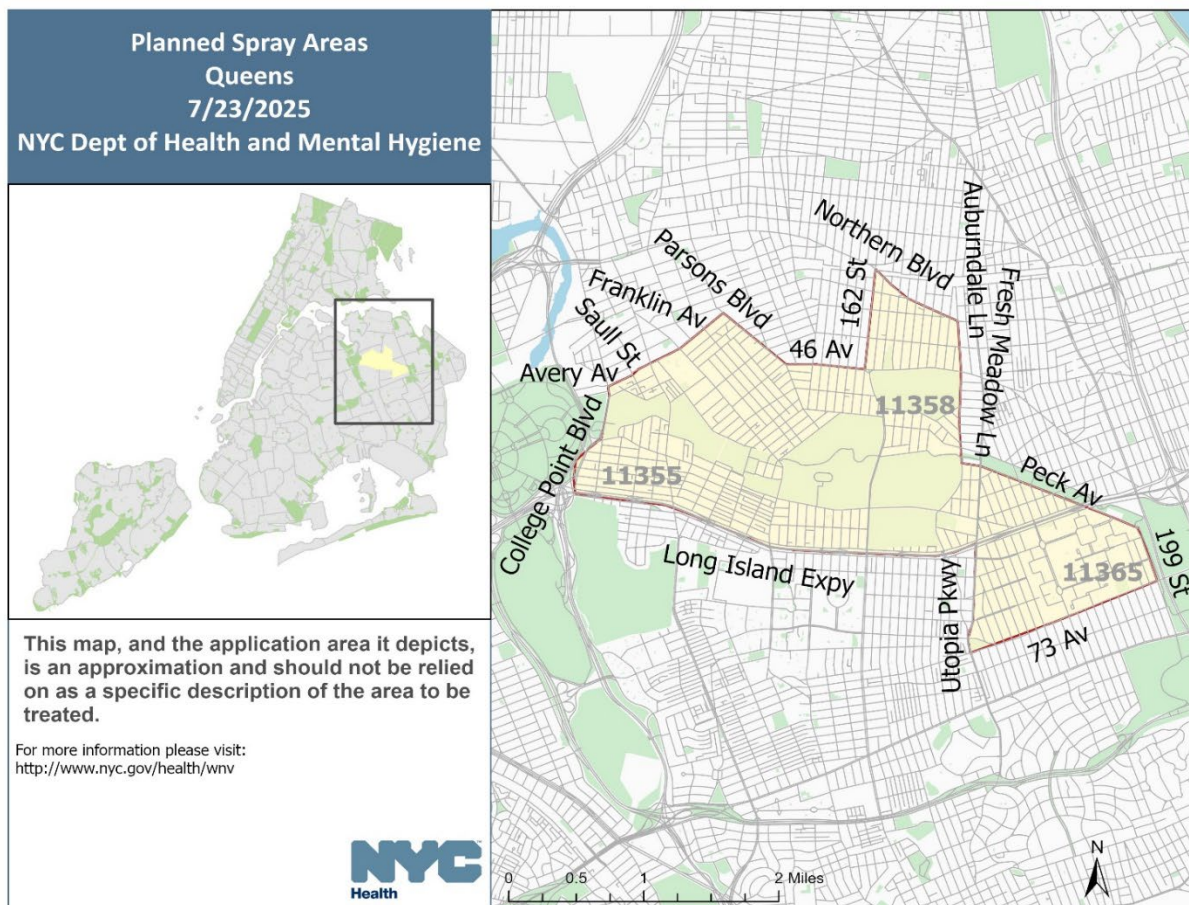 Planned Spray Areas
Queens
7/23/2025
NYC Dept of Health and Mental Hygiene
This map, and the application area it depicts,
is an approximation and should not be relied
on as a specific description of the area to be
treated.
For more information please visit:
http://www.nyc.gov/health/wnv
NYC
Health
Northern Blvd
Auburndale Ln
Fresh Meadow Ln
162 St
Parsons Blvd
Franklin Av
Saull St
46 Av
Avery Av
College Point Blvd
11358
11355
Peck Av
199 St
Long Island Expy
11365
Utopia Pkwy
73 Av
0 0.5 1 2 Miles
N